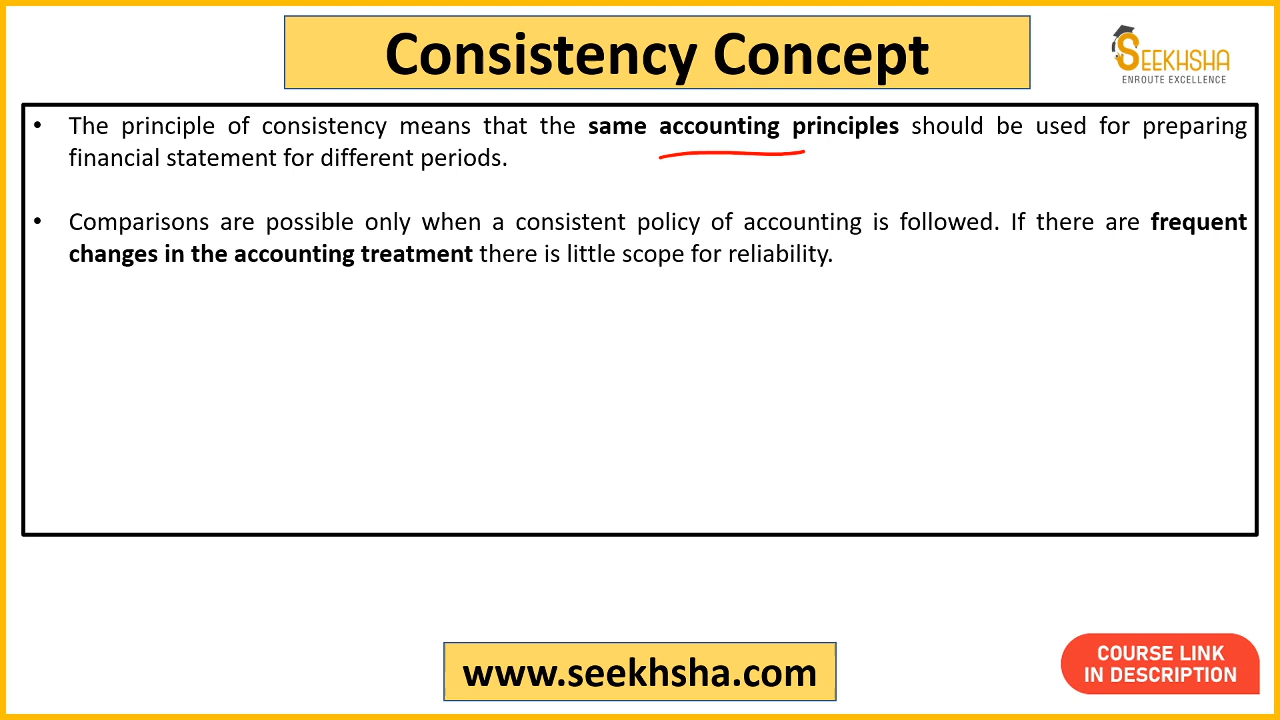 Consistency Concept
SEEKHSHA
ENROUTE EXCELLENCE
• The principle of consistency means that the same accounting principles should be used for preparing
financial statement for different periods.
• Comparisons are possible only when a consistent policy of accounting is followed. If there are frequent
changes in the accounting treatment there is little scope for reliability.
www.seekhsha.com
COURSE LINK
IN DESCRIPTION